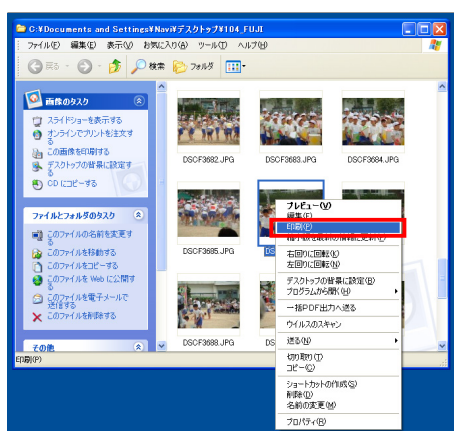 C:¥Documents and Settings¥Navi¥デスクトップ¥104_FUJI
ファイル(F) 編集(E) 表示(V) お気に入り(A) ツール(T) ヘルプ(H)
戻る 検索 フォルダ
画像のタスク
スライドショーを表示する
オンラインでプリントを注文す
る
この画像を印刷する
デスクトップの背景に設定す
る
CD にコピーする
ファイルとフォルダのタスク
このファイルの名前を変更す
る
このファイルを移動する
このファイルをコピーする
このファイルを Web に公開す
る
このファイルを電子メールで
送信する
このファイルを削除する
その他
印刷(P)
DSCF3682.JPG DSCF3683.JPG DSCF3684.JPG
DSCF3685.JPG
DSCF3688.JPG
プレビュー(V)
編集(E)
印刷(P)
縮小版を最新の情報に更新(F)
右回りに回転(K)
左回りに回転(N)
デスクトップの背景に設定(B)
プログラムから開く(H)
一括PDF出力へ送る
ウイルスのスキャン
送る(N)
切り取り(T)
コピー(C)
ショートカットの作成(S)
削除(D)
名前の変更(M)
プロパティ(R)